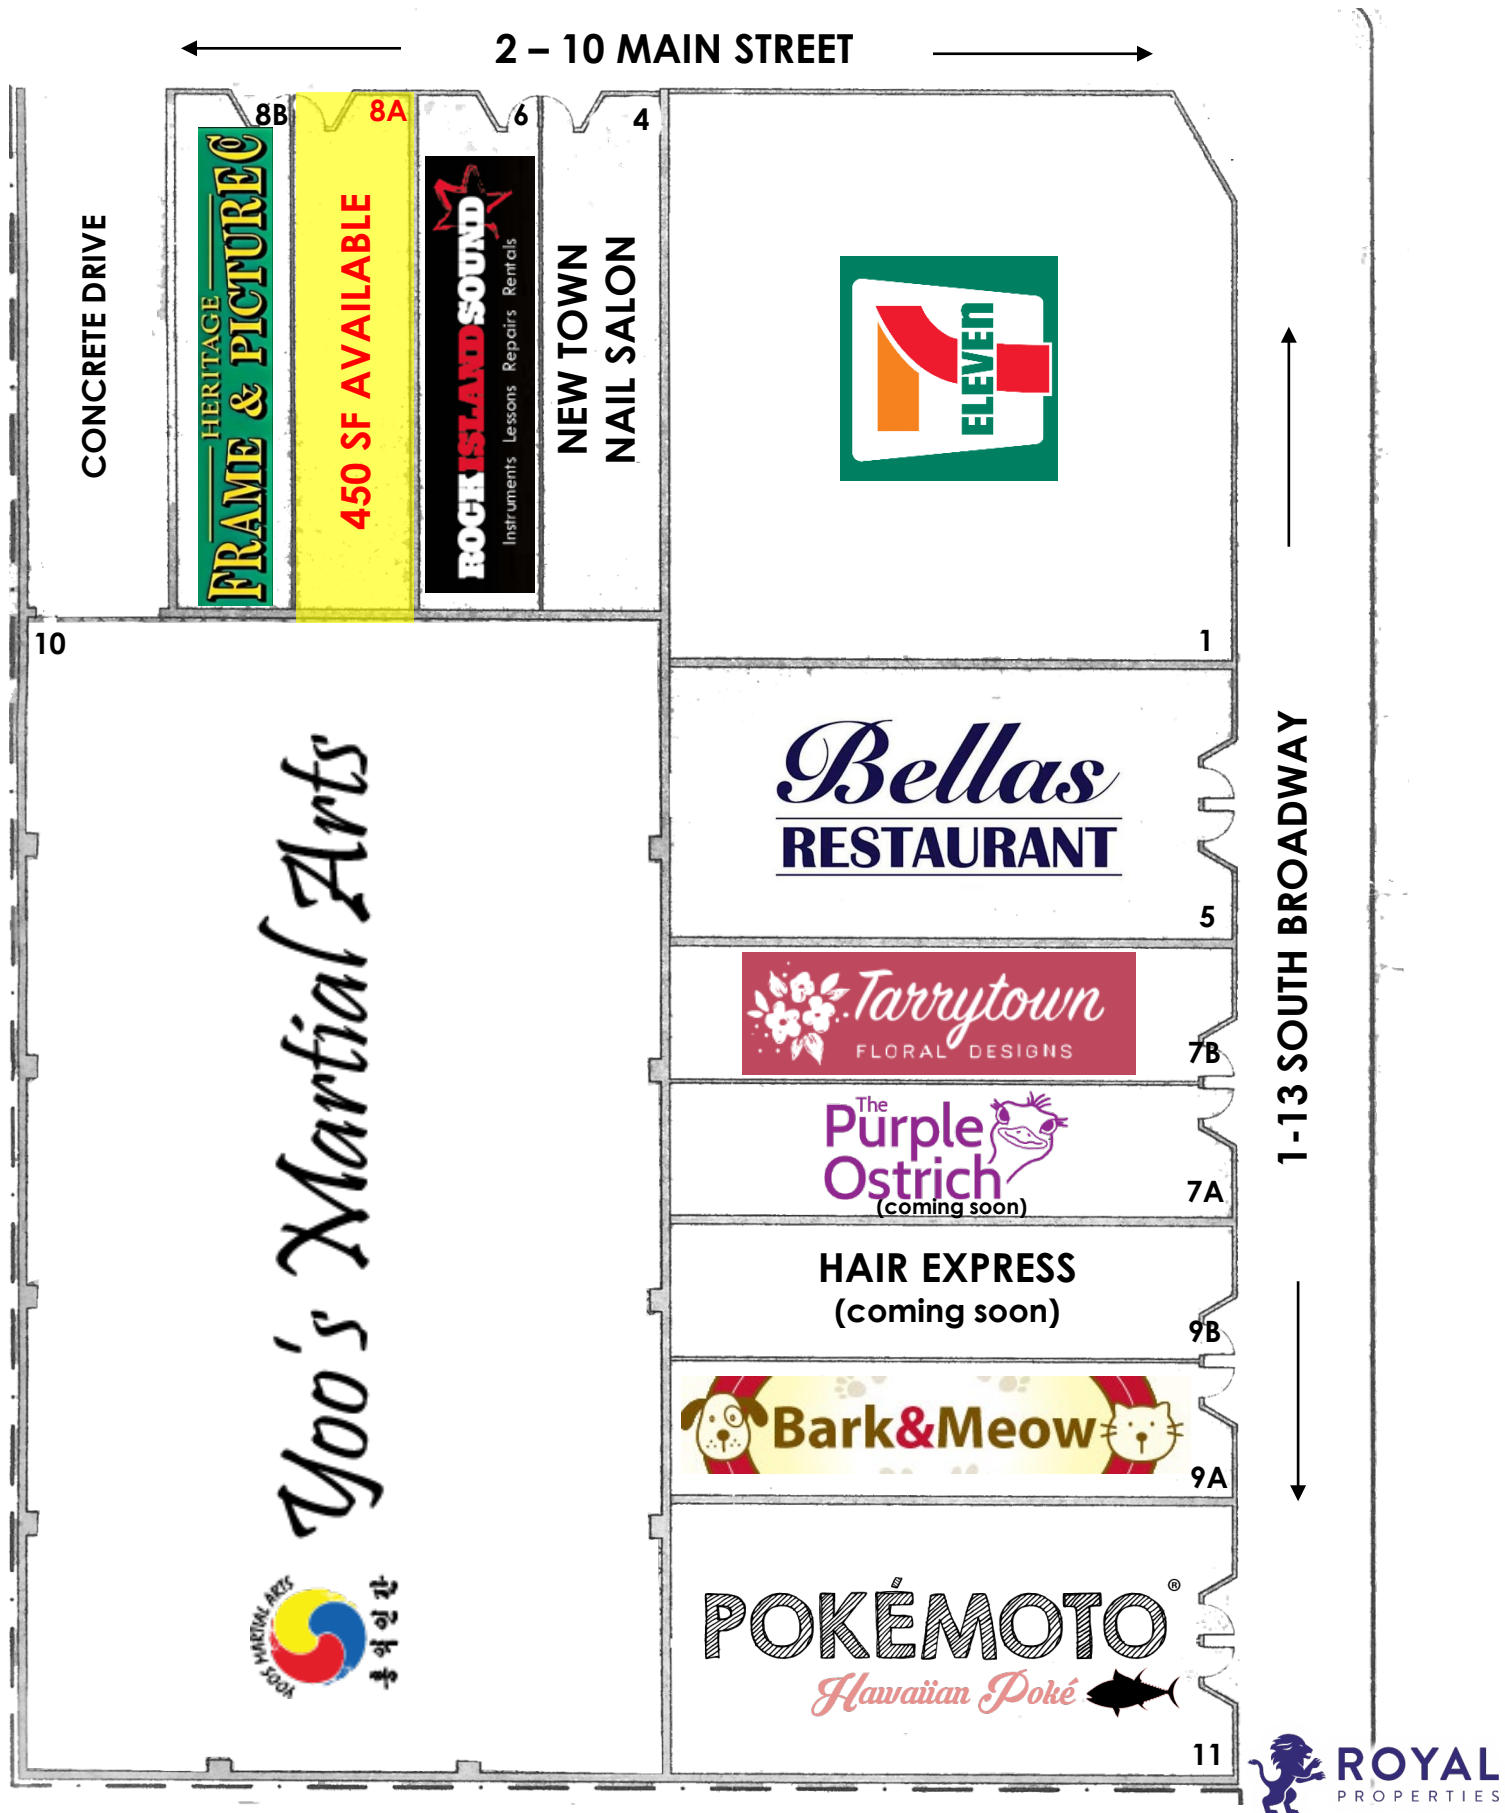 2 – 10 MAIN STREET
8B
8A
6
4
CONCRETE DRIVE
HERITAGE
FRAME & PICTURE C
450 SF AVAILABLE
ROCK ISLAND SOUND
Instruments Lessons Repairs Rentals
NEW TOWN
NAIL SALON
7
ELEVEn
1
10
Bellas
RESTAURANT
5
1-13 SOUTH BROADWAY
Tarrytown
FLORAL DESIGNS
7B
The
Purple
Ostrich
(coming soon)
7A
HAIR EXPRESS
(coming soon)
9B
Bark&Meow
9A
Yoo's Martial Arts
YOO'S MARTIAL ARTS
POKÉMOTO®
Hawaiian Poké
11
ROYAL
PROPERTIES